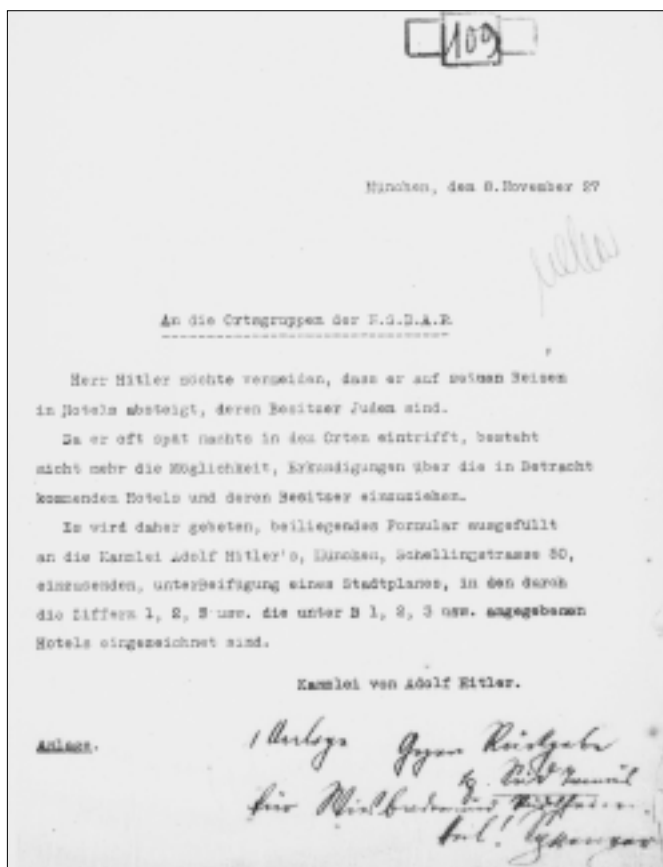 109
München, den 8.November 27
An die Ortsgruppen der N.S.D.A.P.
Herr Hitler möchte vermeiden, dass er auf seinen Reisen
in Hotels absteigt, deren Besitzer Juden sind.
Da er oft spät nachts in den Orten eintrifft, besteht
nicht mehr die Möglichkeit, Erkundigungen über die in Betracht
kommenden Hotels und deren Besitzer einzuziehen.
Es wird daher gebeten, beiliegendes Formular ausgefüllt
an die Kanzlei Adolf Hitler's, München, Schellingstrasse 50,
einzusenden, unter Beifügung eines Stadtplanes, in den durch
die Ziffern 1, 2, 3 usw. die unter B 1, 2, 3 usw. angegebenen
Hotels eingezeichnet sind.
Kanzlei von Adolf Hitler.
Anlage.
1 Anlage Gegen Rückgabe
für Wiesbaden und